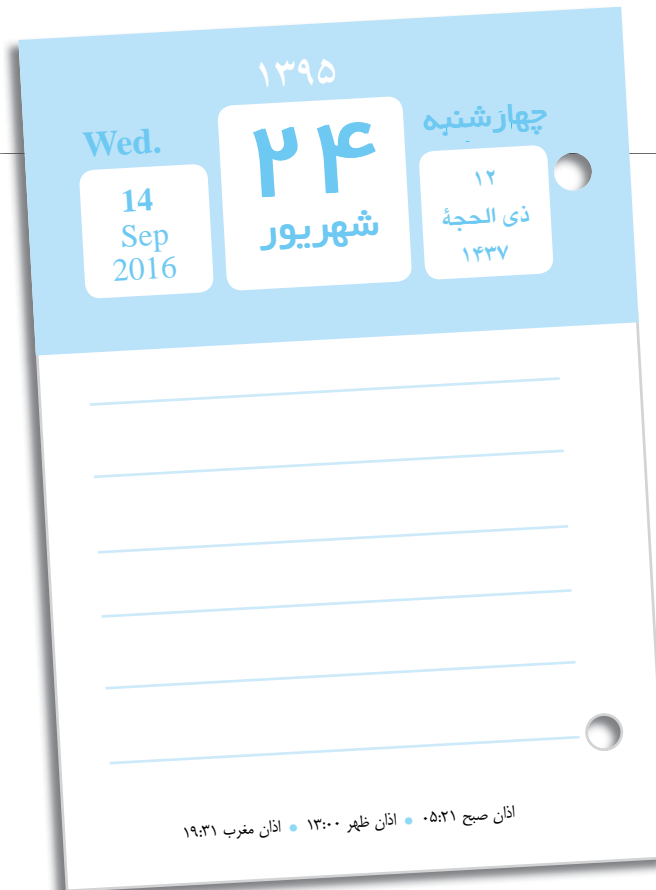 ۱۳۹۵
چهارشنبه
۲۴
شهریور
Wed.
۱۲
ذی الحجة
۱۴۳۷
14
Sep
2016
اذان صبح ۰۵:۲۱ • اذان ظهر ۱۳:۰۰ • اذان مغرب ۱۹:۳۱